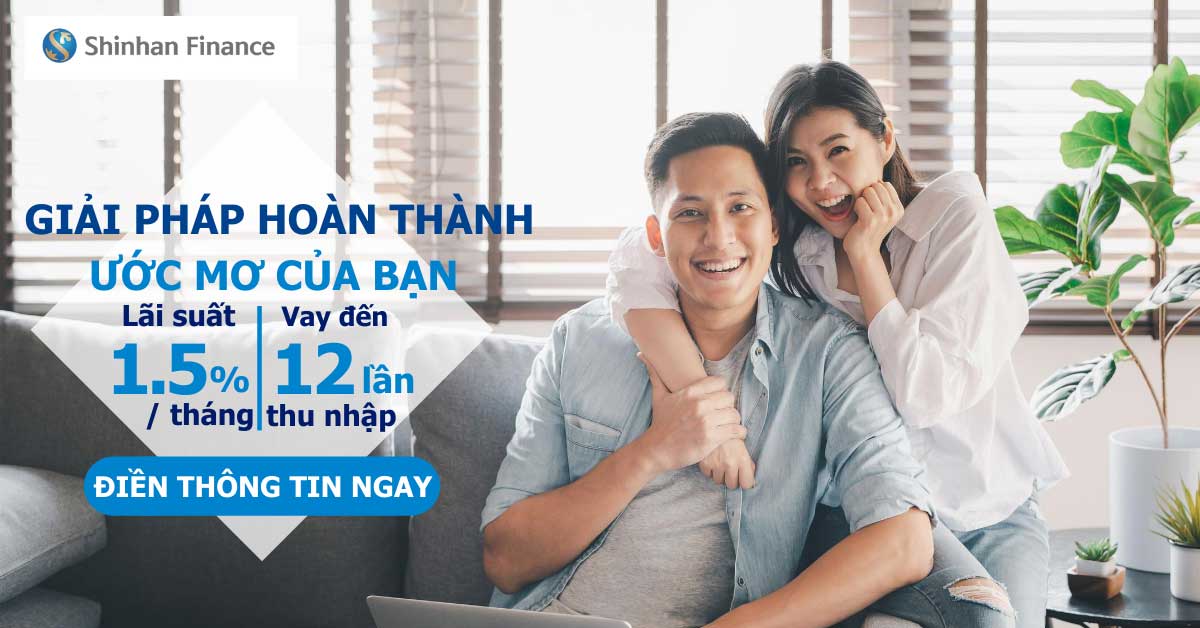 Shinhan Finance
GIẢI PHÁP HOÀN THÀNH
ƯỚC MƠ CỦA BẠN
Lãi suất
1.5%
/ tháng
Vay đến
12 lần
thu nhập
ĐIỀN THÔNG TIN NGAY